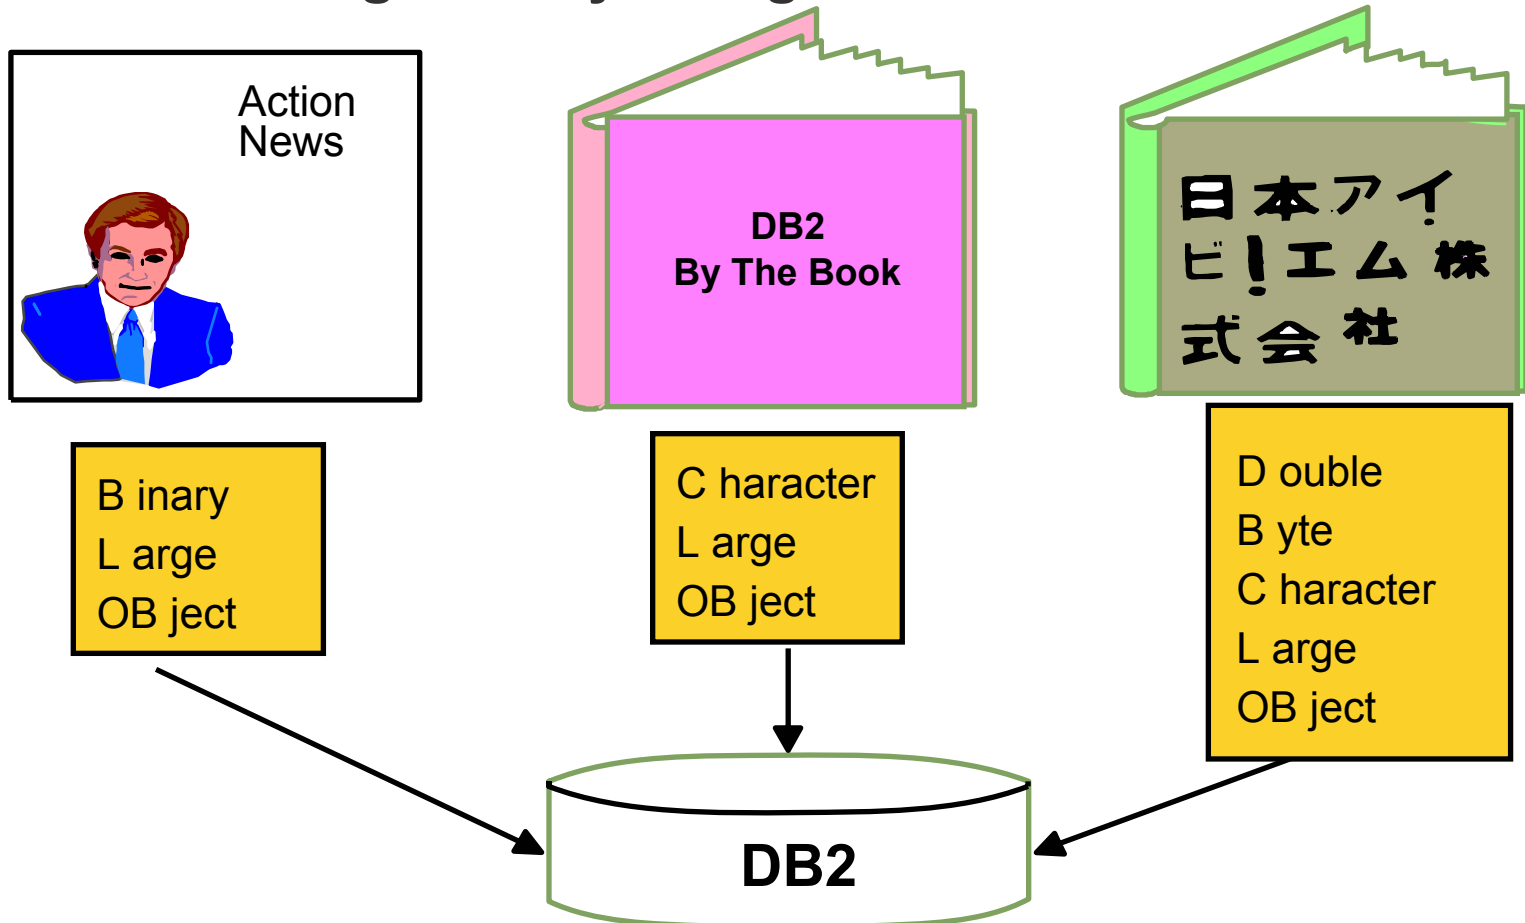 Action
News
DB2
By The Book
日本アイ
ビーエム株
式会社
B inary
L arge
OB ject
C haracter
L arge
OB ject
D ouble
B yte
C haracter
L arge
OB ject
DB2